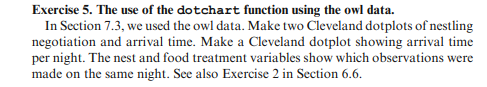 Exercise 5. The use of the dotchart function using the owl data.
In Section 7.3, we used the owl data. Make two Cleveland dotplots of nestling
negotiation and arrival time. Make a Cleveland dotplot showing arrival time
per night. The nest and food treatment variables show which observations were
made on the same night. See also Exercise 2 in Section 6.6.